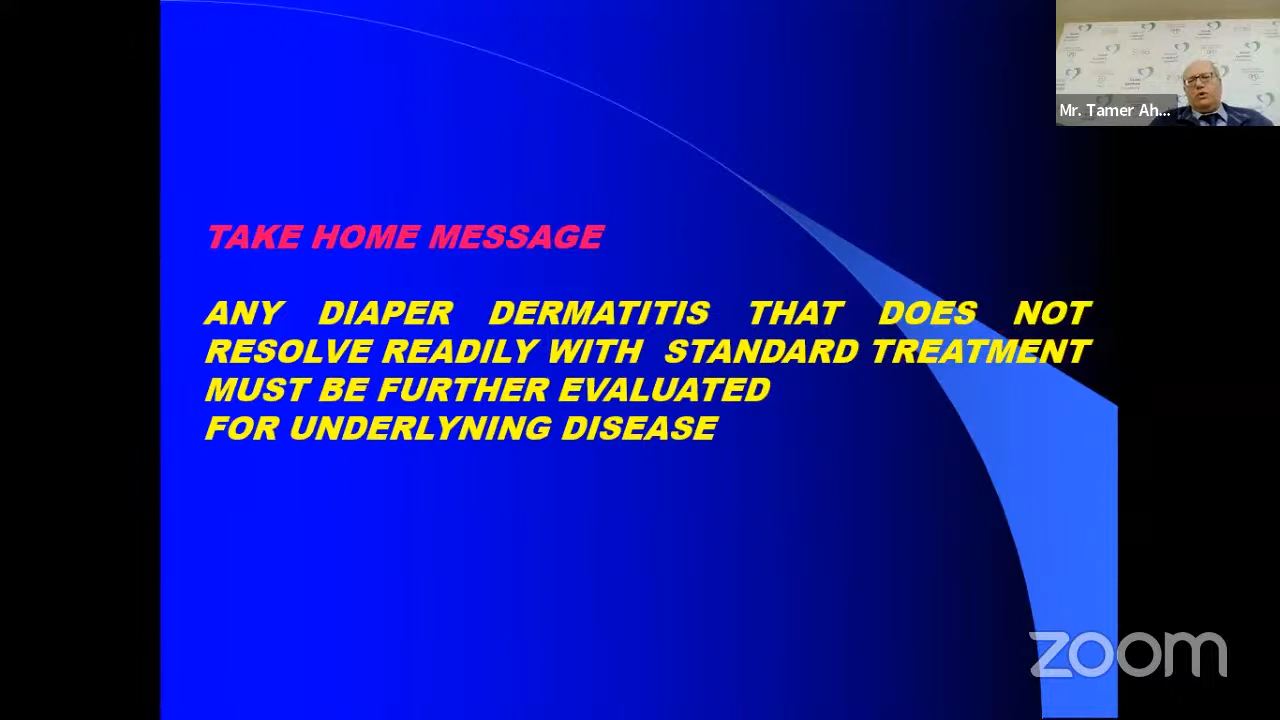 Mr. Tamer Ah...
TAKE HOME MESSAGE
ANY DIAPER DERMATITIS THAT DOES NOT
RESOLVE READILY WITH STANDARD TREATMENT
MUST BE FURTHER EVALUATED
FOR UNDERLYNING DISEASE
zoom